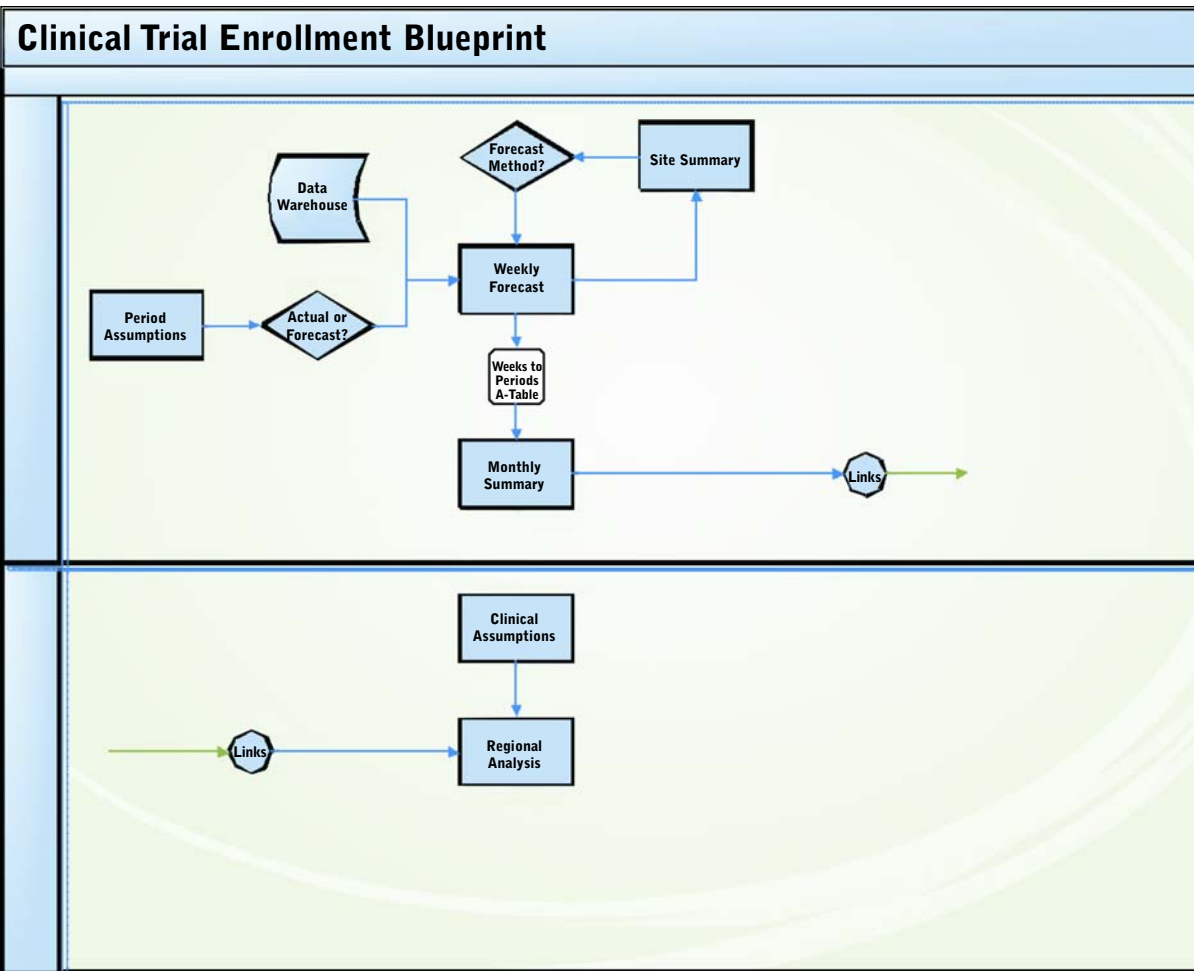 Clinical Trial Enrollment Blueprint
Forecast
Method?
Site Summary
Data
Warehouse
Weekly
Forecast
Period
Assumptions
Actual or
Forecast?
Weeks to
Periods
A-Table
Monthly
Summary
Links
Clinical
Assumptions
Links
Regional
Analysis